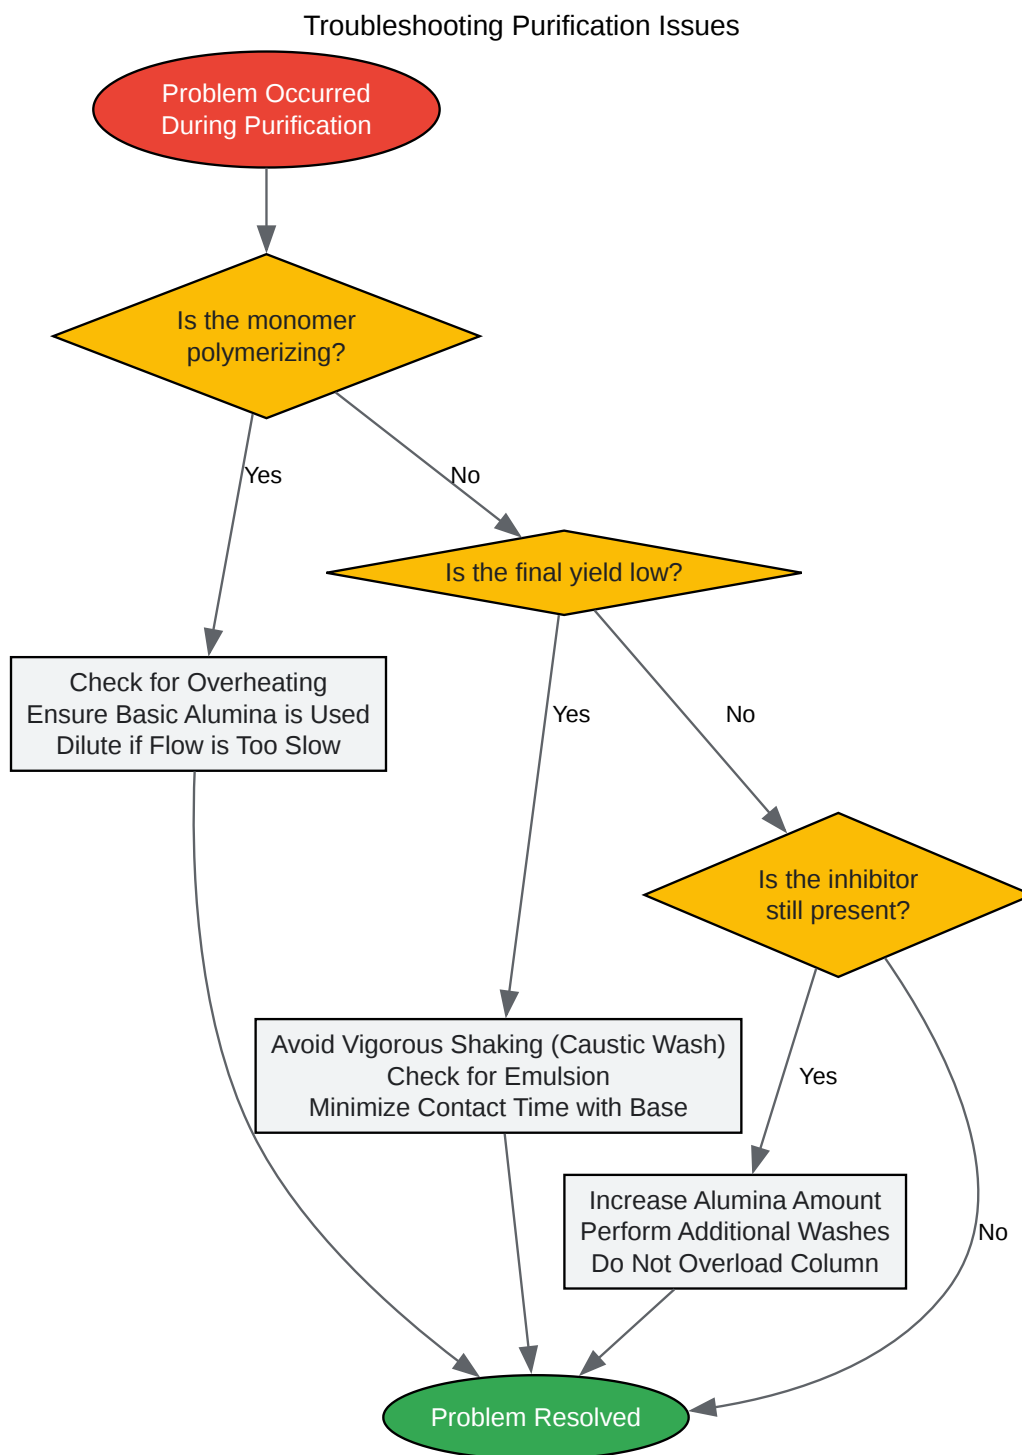 Troubleshooting Purification Issues
Problem Occurred
During Purification
Is the monomer
polymerizing?
Yes
No
Is the final yield low?
Check for Overheating
Ensure Basic Alumina is Used
Dilute if Flow is Too Slow
Yes
No
Is the inhibitor
still present?
Avoid Vigorous Shaking (Caustic Wash)
Check for Emulsion
Minimize Contact Time with Base
Yes
Increase Alumina Amount
Perform Additional Washes
Do Not Overload Column
No
Problem Resolved